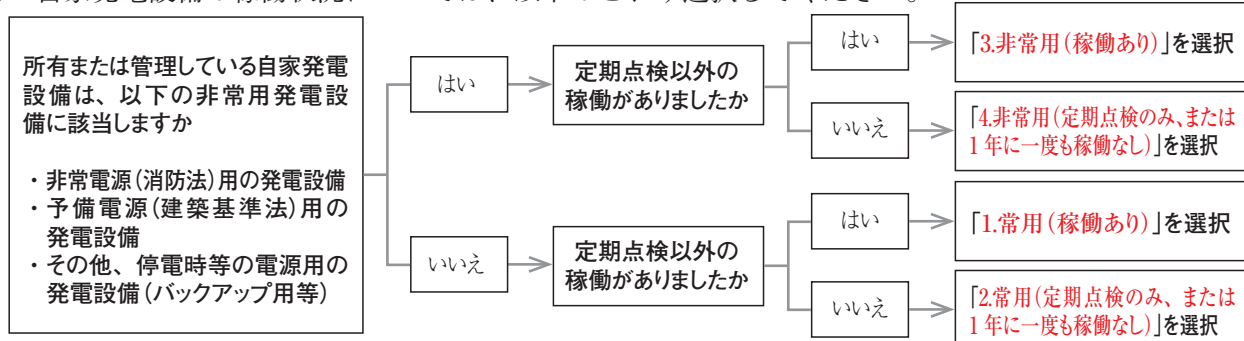 所有または管理している自家発電
設備は、以下の非常用発電設
備に該当しますか
・非常電源(消防法)用の発電設備
・予備電源(建築基準法)用の
発電設備
・その他、停電時等の電源用の
発電設備(バックアップ用等)
はい
定期点検以外の
稼働がありましたか
はい
「3.非常用(稼働あり)」を選択
いいえ
「4.非常用(定期点検のみ、または
1年に一度も稼働なし)」を選択
いいえ
定期点検以外の
稼働がありましたか
はい
「1.常用(稼働あり)」を選択
いいえ
「2.常用(定期点検のみ、または
1年に一度も稼働なし)」を選択